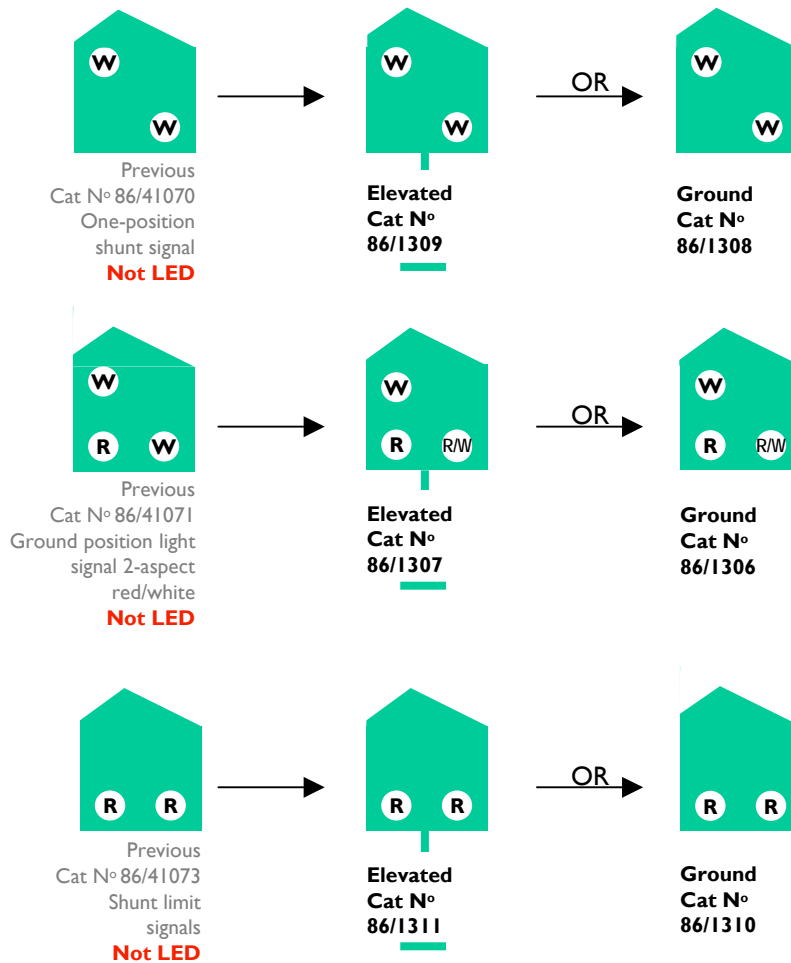 W
W
W
W
OR
W
W
Previous
Cat Nº 86/41070
One-position
shunt signal
Not LED
Elevated
Cat Nº
86/1309
Ground
Cat Nº
86/1308
W
R W
W
R R/W
OR
W
R R/W
Previous
Cat Nº 86/41071
Ground position light
signal 2-aspect
red/white
Not LED
Elevated
Cat Nº
86/1307
Ground
Cat Nº
86/1306
R R
R R
OR
R R
Previous
Cat Nº 86/41073
Shunt limit
signals
Not LED
Elevated
Cat Nº
86/1311
Ground
Cat Nº
86/1310